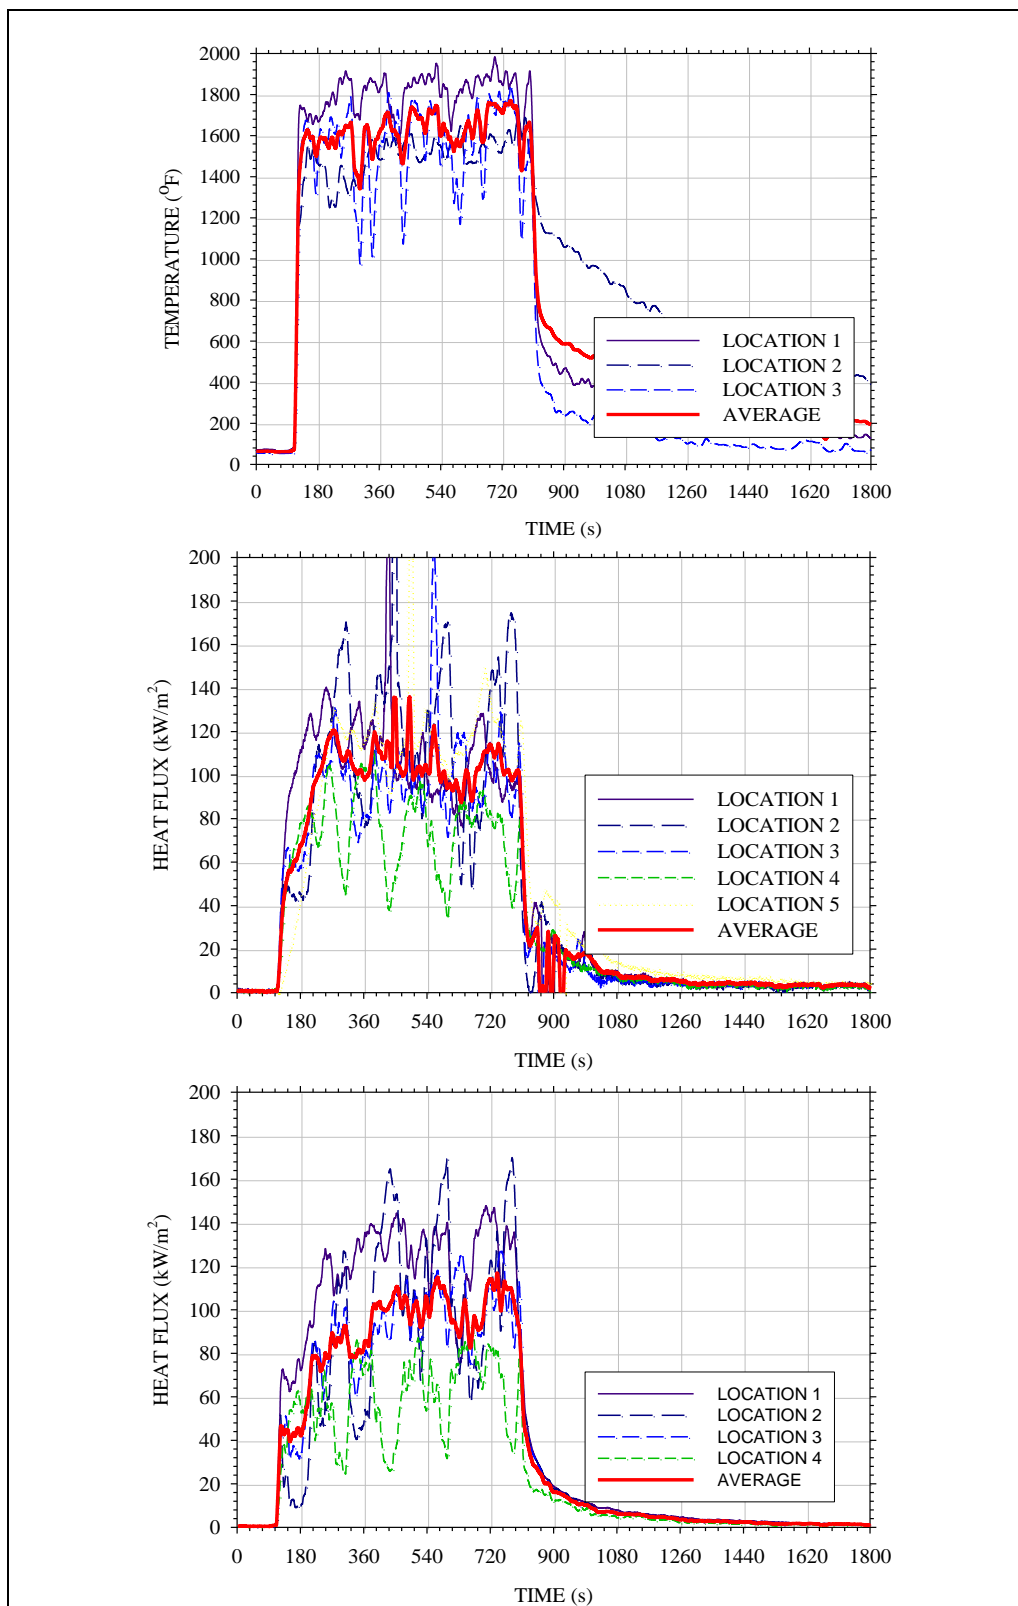 2000
1800
1600
1400
1200
1000
800
600
400
200
0
TEMPERATURE (⁰F)
LOCATION 1
LOCATION 2
LOCATION 3
AVERAGE
0 180 360 540 720 900 1080 1260 1440 1620 1800
TIME (s)
200
180
160
140
120
100
80
60
40
20
0
HEAT FLUX (kW/m²)
LOCATION 1
LOCATION 2
LOCATION 3
LOCATION 4
LOCATION 5
AVERAGE
0 180 360 540 720 900 1080 1260 1440 1620 1800
TIME (s)
200
180
160
140
120
100
80
60
40
20
0
HEAT FLUX (kW/m²)
LOCATION 1
LOCATION 2
LOCATION 3
LOCATION 4
AVERAGE
0 180 360 540 720 900 1080 1260 1440 1620 1800
TIME (s)